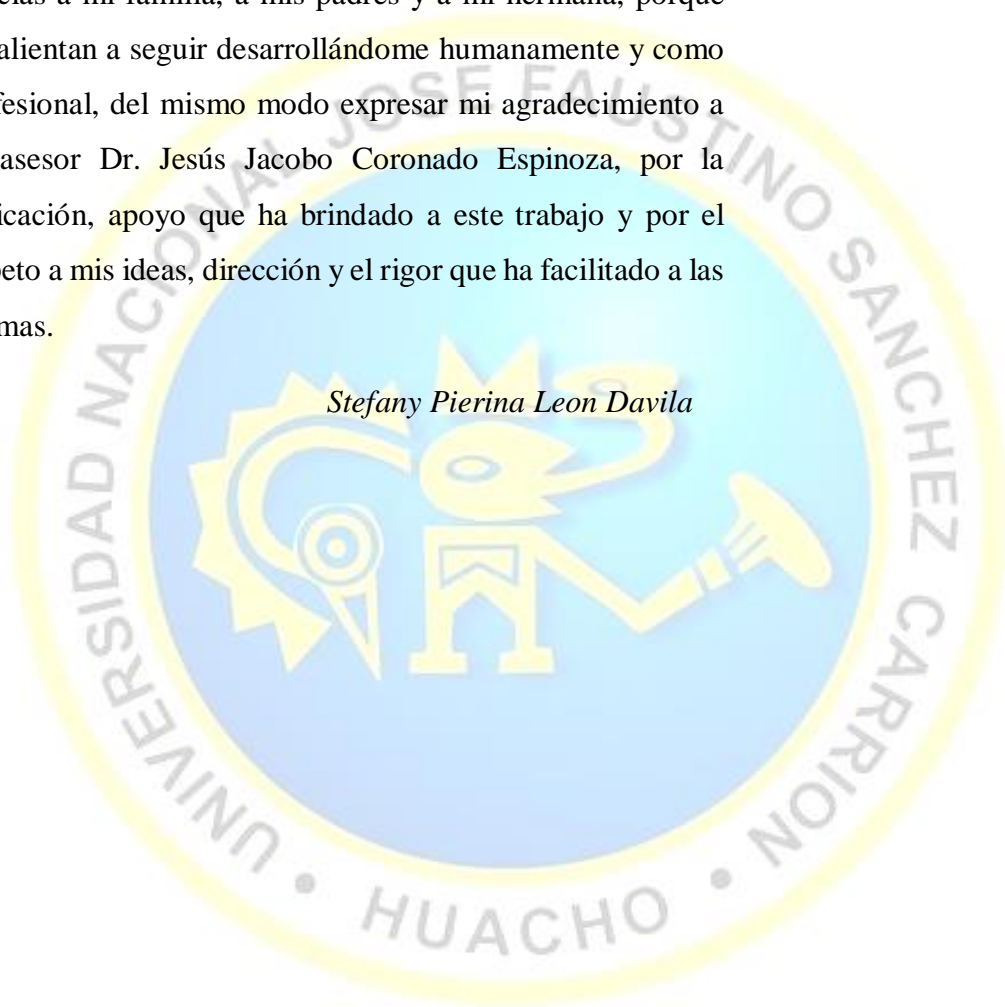 a mi familia, a mis padres y a mi hermana, porque
alientan a seguir desarrollándome humanamente y como
fesional, del mismo modo expresar mi agradecimiento a
asesor Dr. Jesús Jacobo Coronado Espinoza, por la
icación, apoyo que ha brindado a este trabajo y por el
eto a mis ideas, dirección y el rigor que ha facilitado a las
mas.
Stefany Pierina Leon Davila
UNIVERSIDAD NACIONAL JOSE FAUSTINO SANCHEZ CARRION
• HUACHO •